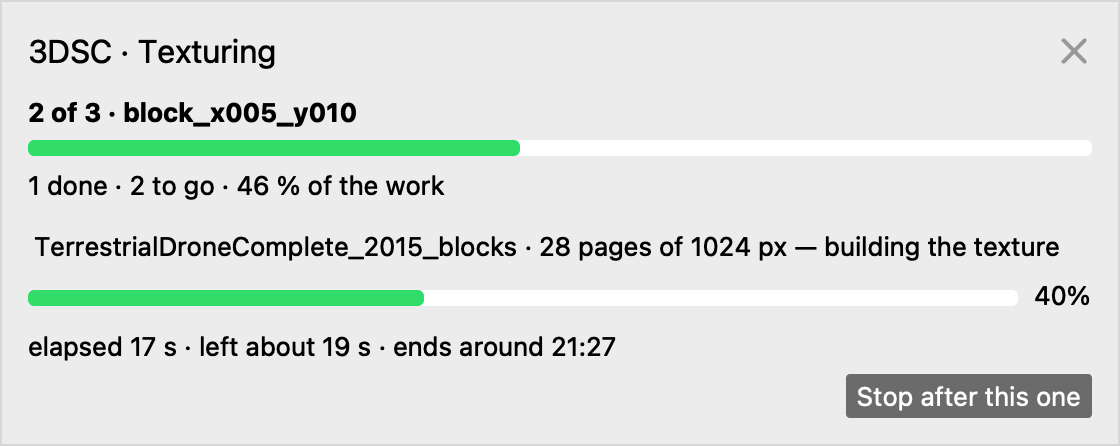 3DSC · Texturing
2 of 3 · block_x005_y010
1 done · 2 to go · 46 % of the work
TerrestrialDroneComplete_2015_blocks · 28 pages of 1024 px — building the texture
40%
elapsed 17 s · left about 19 s · ends around 21:27
Stop after this one